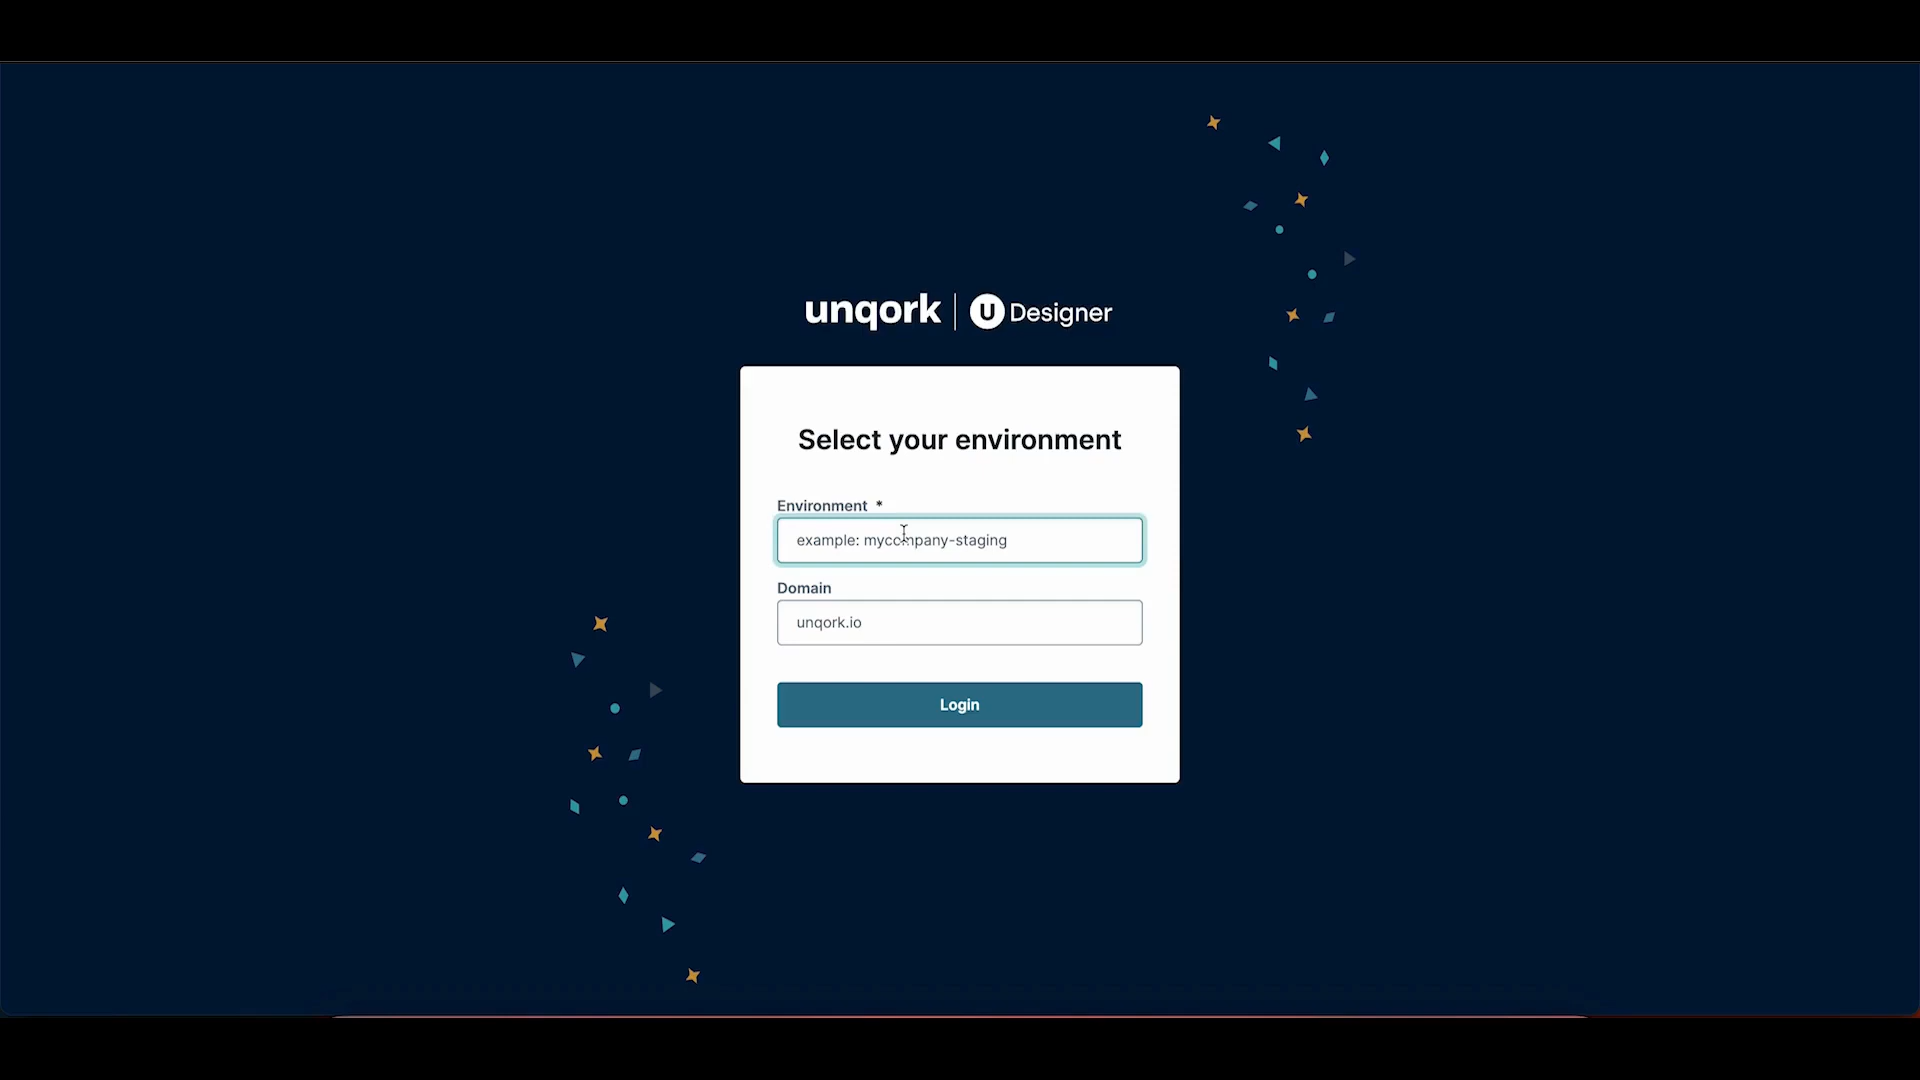 unqork | U Designer
Select your environment
Environment *
example: mycompany-staging
Domain
unqork.io
Login